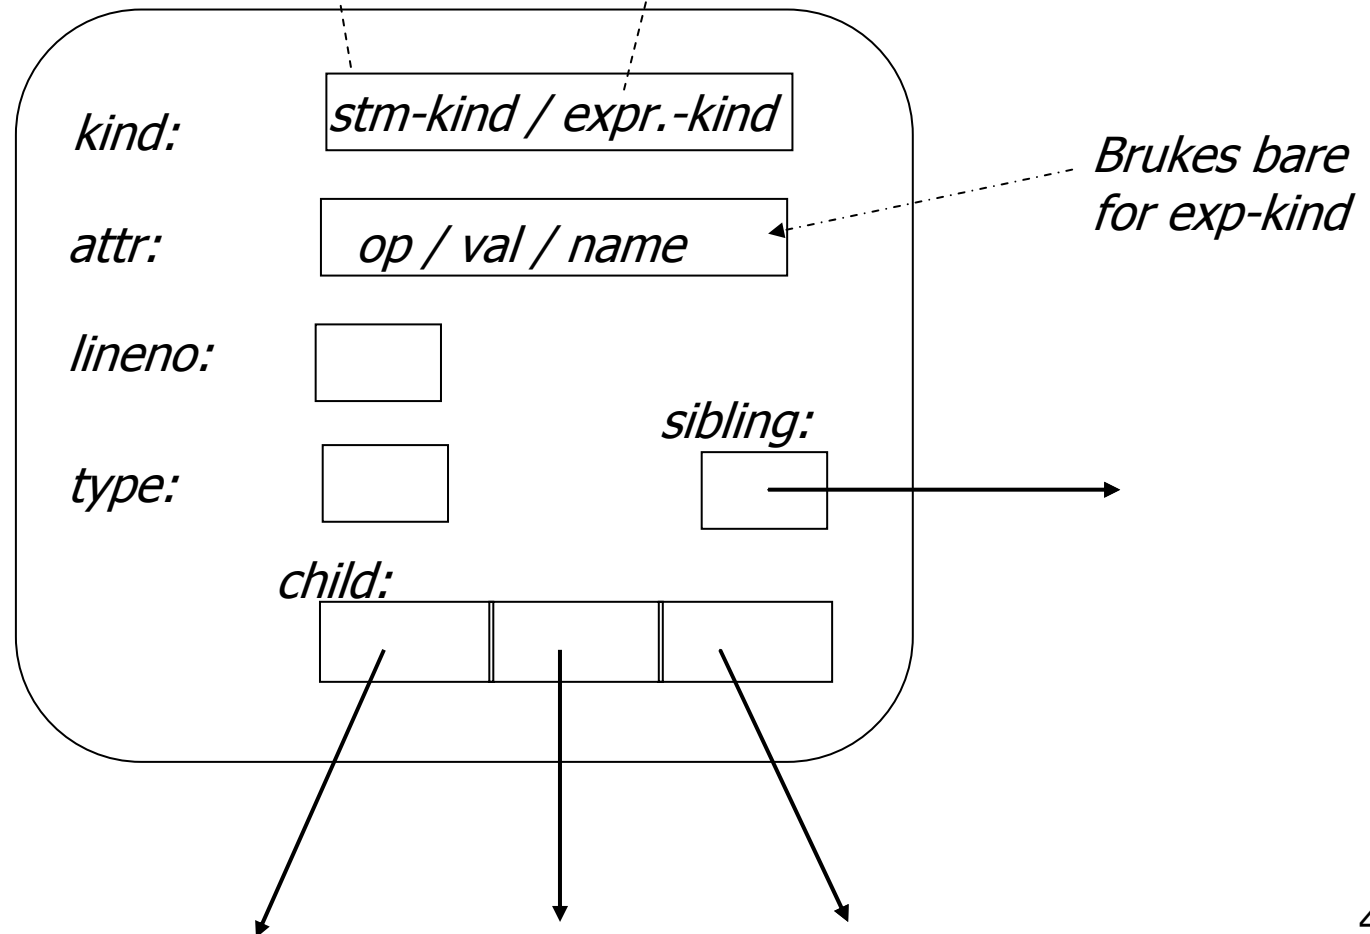 kind:
stm-kind / expr.-kind
Brukes bare
for exp-kind
attr:
op / val / name
lineno:
sibling:
type:
child: